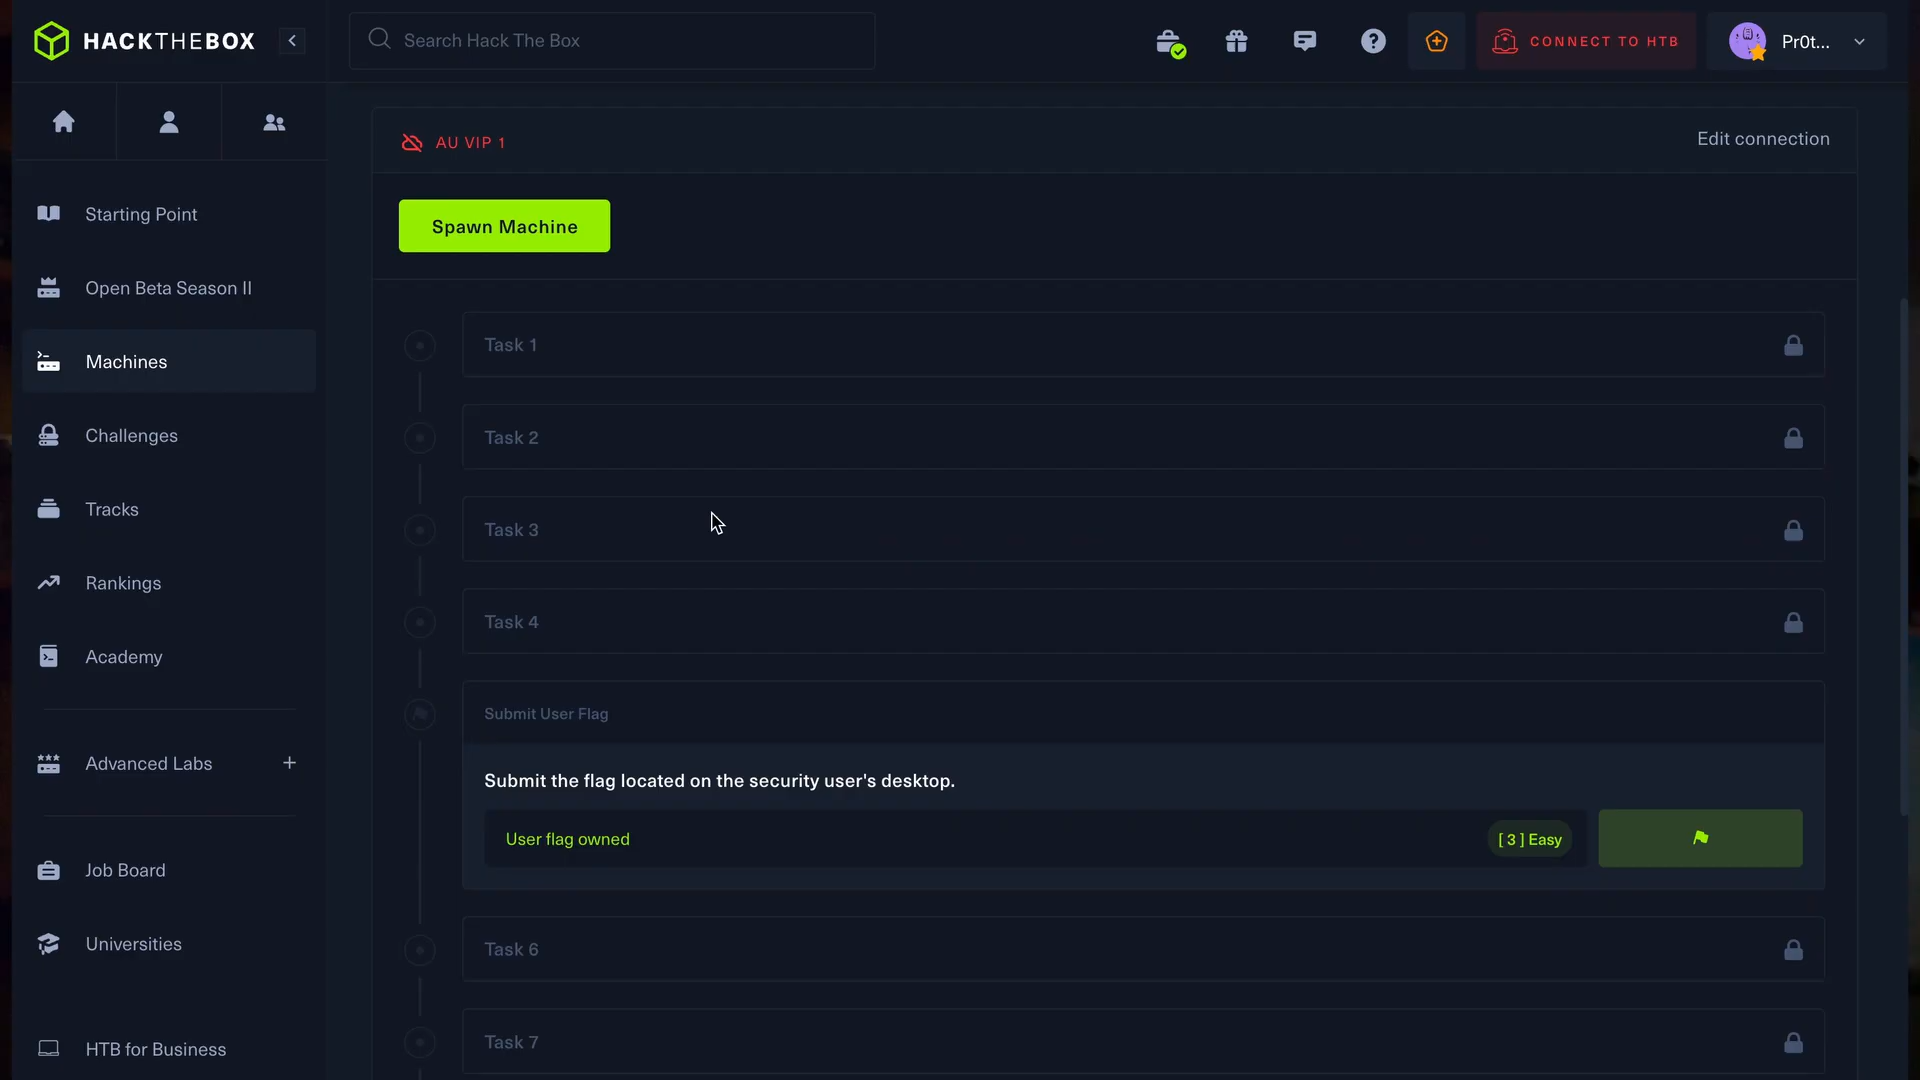 HACKTHEBOX
Search Hack The Box
CONNECT TO HTB
Pr0t...
Starting Point
Open Beta Season II
Machines
Challenges
Tracks
Rankings
Academy
Advanced Labs
Job Board
Universities
HTB for Business
AU VIP 1
Edit connection
Spawn Machine
Task 1
Task 2
Task 3
Task 4
Submit User Flag
Submit the flag located on the security user's desktop.
User flag owned
[ 3 ] Easy
Task 6
Task 7